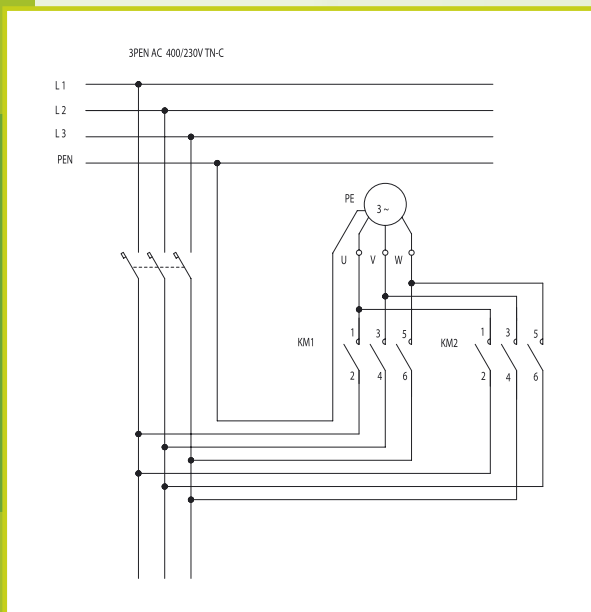 3PEN AC 400/230V TN-C
L 1
L 2
L 3
PEN
PE
3 ~
U V W
KM1 1 3 5
KM2 1 3 5
2 4 6
2 4 6